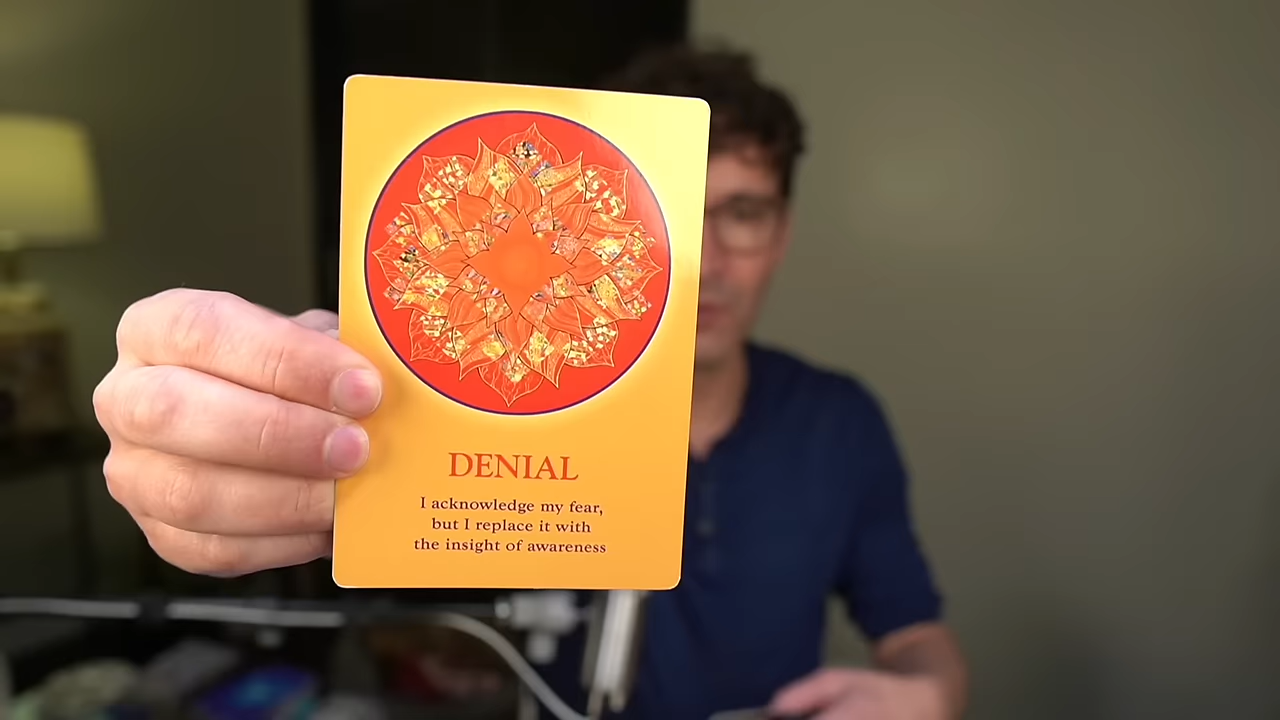 DENIAL
I acknowledge my fear,
but I replace it with
the insight of awareness